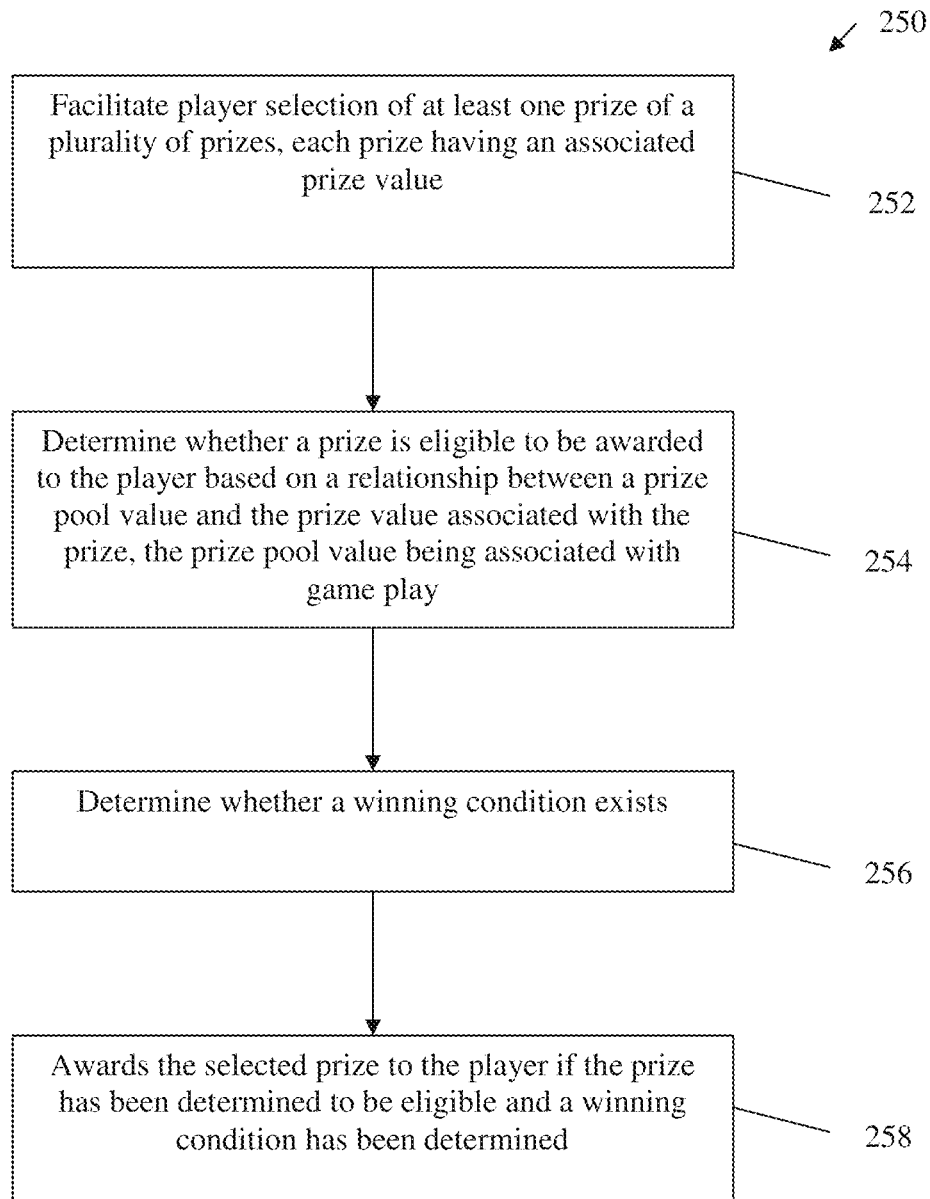 250
Facilitate player selection of at least one prize of a
plurality of prizes, each prize having an associated
prize value
252
Determine whether a prize is eligible to be awarded
to the player based on a relationship between a prize
pool value and the prize value associated with the
prize, the prize pool value being associated with
game play
254
Determine whether a winning condition exists
256
Awards the selected prize to the player if the prize
has been determined to be eligible and a winning
condition has been determined
258